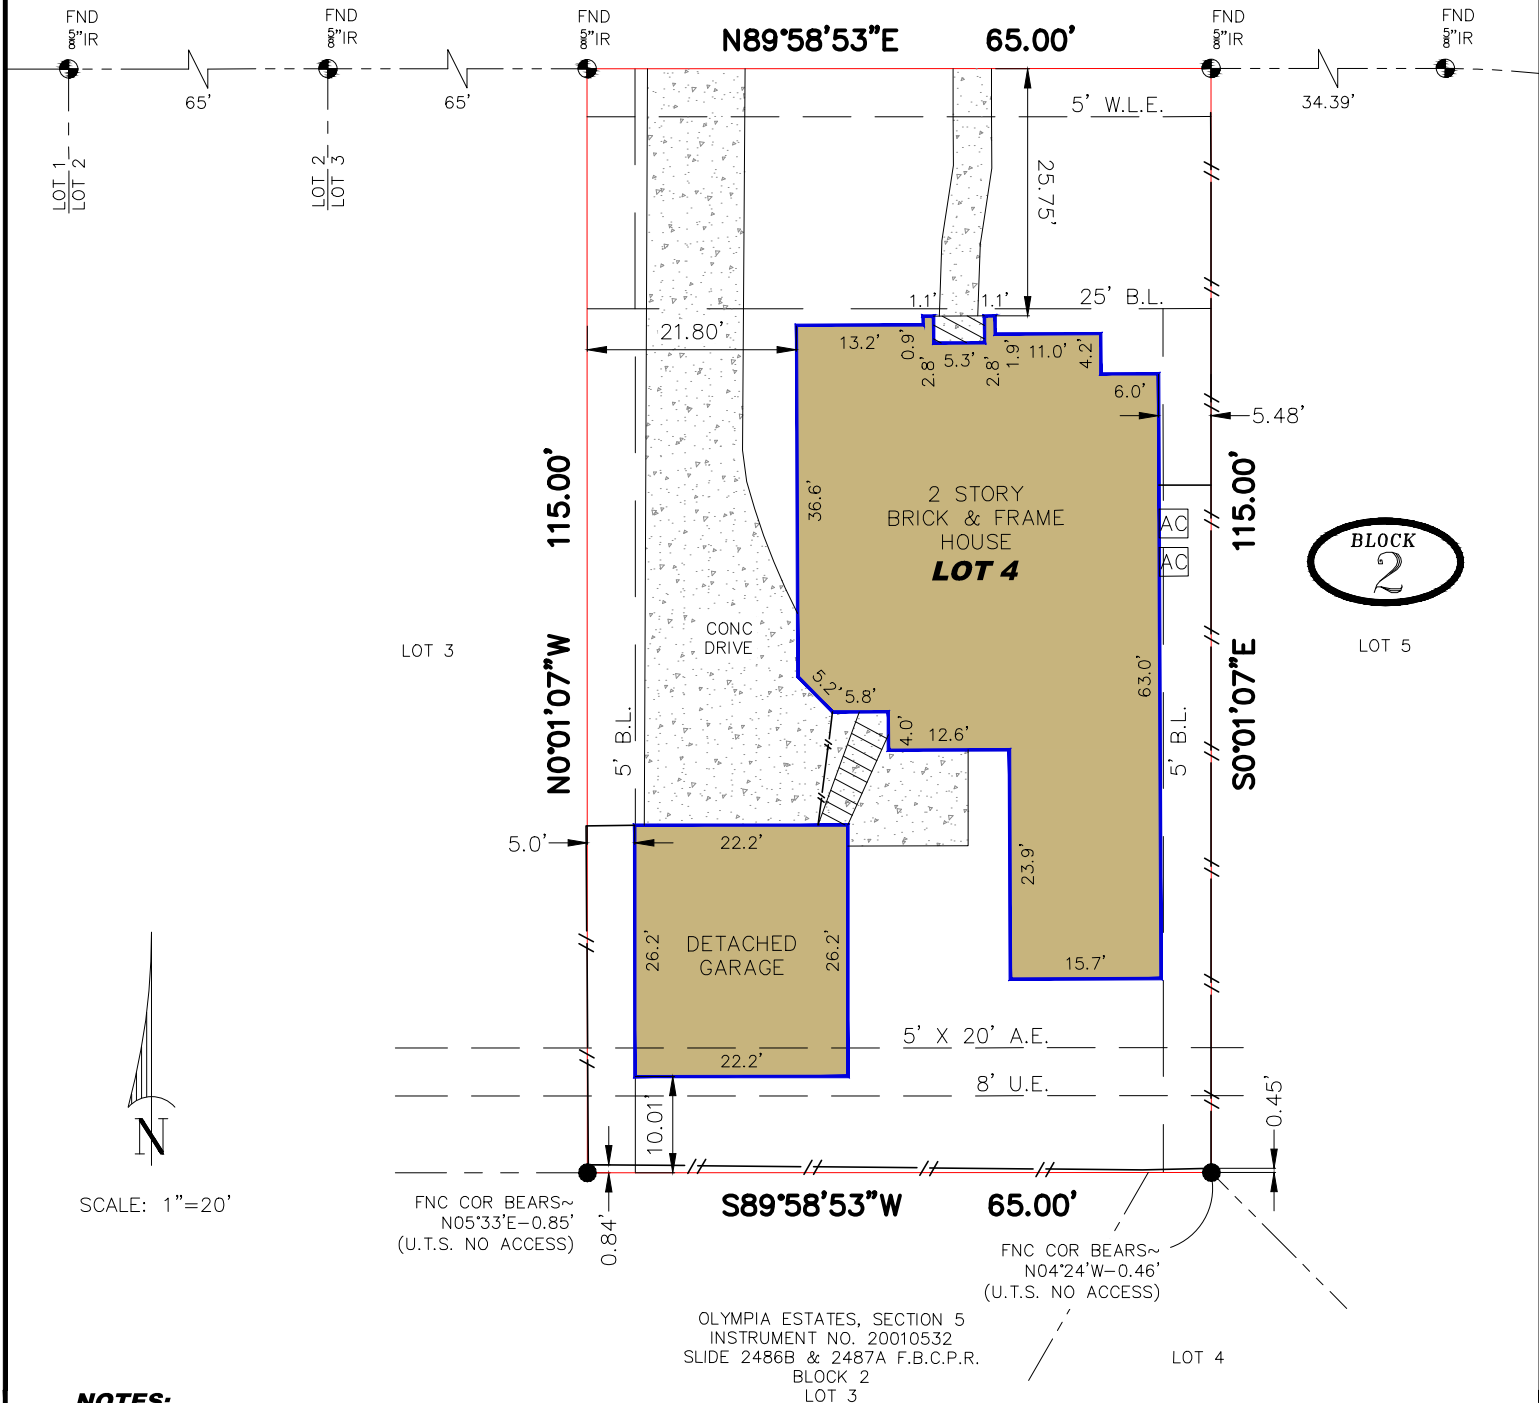 FND
5/8"IR
FND
5/8"IR
FND
5/8"IR
N89°58'53"E 65.00'
FND
5/8"IR
FND
5/8"IR
65'
65'
5' W.L.E.
34.39'
LOT 1
LOT 2
LOT 2
LOT 3
25.75'
25' B.L.
1.1'
1.1'
21.80'
13.2'
0.9'
2.8'
5.3'
2.8'
1.9'
11.0'
4.2'
6.0'
5.48'
115.00'
N0°01'07"W
36.6'
2 STORY
BRICK & FRAME
HOUSE
LOT 4
AC
AC
115.00'
S0°01'07"E
BLOCK
2
LOT 3
CONC
DRIVE
LOT 5
63.0'
5.2'
5.8'
4.0'
12.6'
5' B.L.
5' B.L.
5.0'
22.2'
23.9'
26.2'
DETACHED
GARAGE
26.2'
15.7'
5' X 20' A.E.
22.2'
8' U.E.
10.01'
0.45'
N
SCALE: 1"=20'
FNC COR BEARS~
N05°33'E-0.85'
(U.T.S. NO ACCESS)
0.84'
S89°58'53"W 65.00'
FNC COR BEARS~
N04°24'W-0.46'
(U.T.S. NO ACCESS)
OLYMPIA ESTATES, SECTION 5
INSTRUMENT NO. 20010532
SLIDE 2486B & 2487A F.B.C.P.R.
BLOCK 2
LOT 3
LOT 4
NOTES: